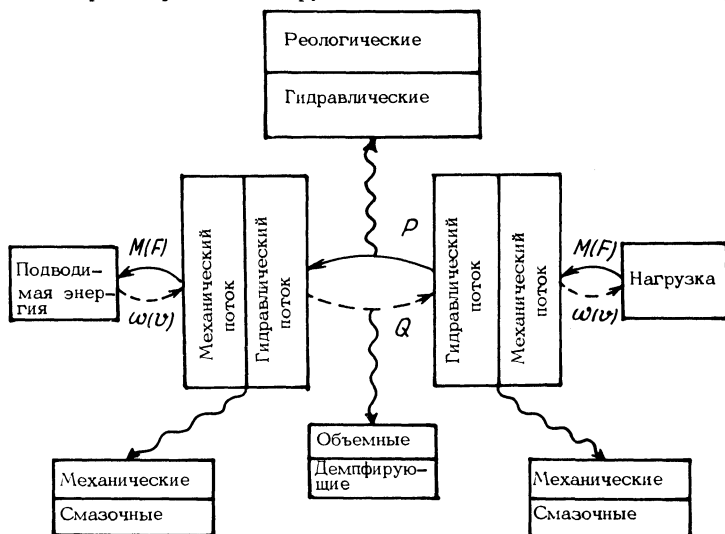 Реологические
Гидравлические
P
M(F)
Подводи-
мая энер-
гия
ω(υ)
Механический
поток
Гидравлический
поток
Q
Гидравлический
поток
Механический
поток
M(F)
Нагрузка
ω(υ)
Механические
Смазочные
Объемные
Демпфирую-
щие
Механические
Смазочные